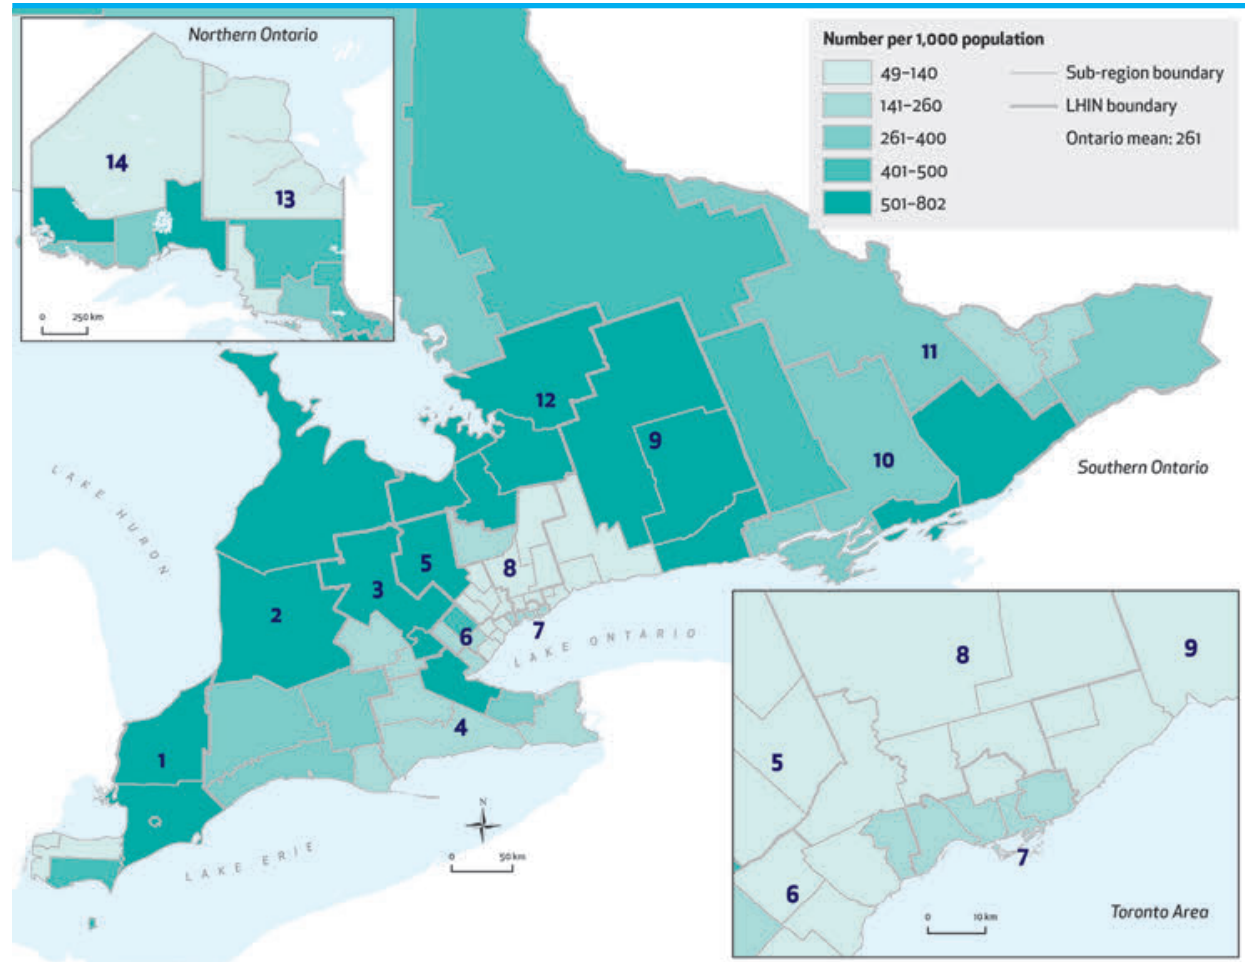 Northern Ontario
14
13
0 250 km
Number per 1,000 population
49–140
141–260
261–400
401–500
501–802
Sub-region boundary
LHIN boundary
Ontario mean: 261
11
12
9
10
Southern Ontario
LAKE HURON
5
8
3
2
6
7
LAKE ONTARIO
4
1
N
0 50 km
LAKE ERIE
8
9
5
7
6
0 10 km
Toronto Area